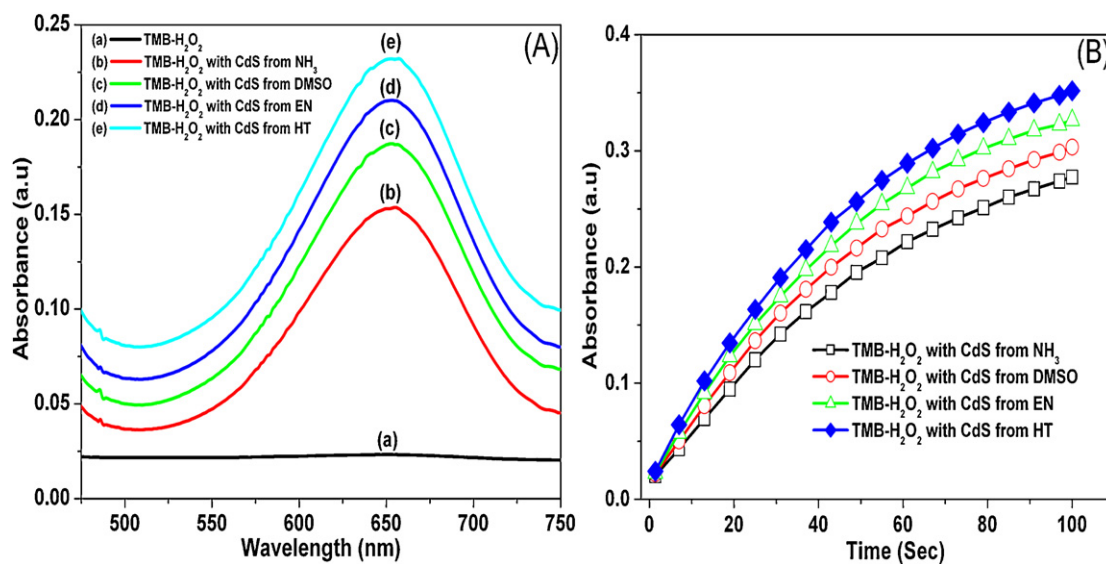 (A)
(a) TMB-H₂O₂
(b) TMB-H₂O₂ with CdS from NH₃
(c) TMB-H₂O₂ with CdS from DMSO
(d) TMB-H₂O₂ with CdS from EN
(e) TMB-H₂O₂ with CdS from HT
(e)
(d)
(c)
(b)
(a)
Absorbance (a.u)
0.25
0.20
0.15
0.10
0.05
0.00
500 550 600 650 700 750
Wavelength (nm)
(B)
Absorbance (a.u)
0.4
0.3
0.2
0.1
0.0
TMB-H₂O₂ with CdS from NH₃
TMB-H₂O₂ with CdS from DMSO
TMB-H₂O₂ with CdS from EN
TMB-H₂O₂ with CdS from HT
0 20 40 60 80 100
Time (Sec)